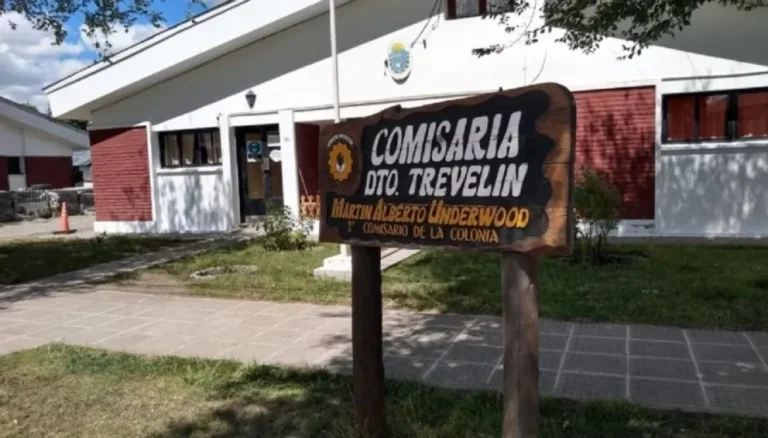 COMISARIA
DTO. TREVELIN
MARTIN ALBERTO UNDERWOOD
1° COMISARIO DE LA COLONIA